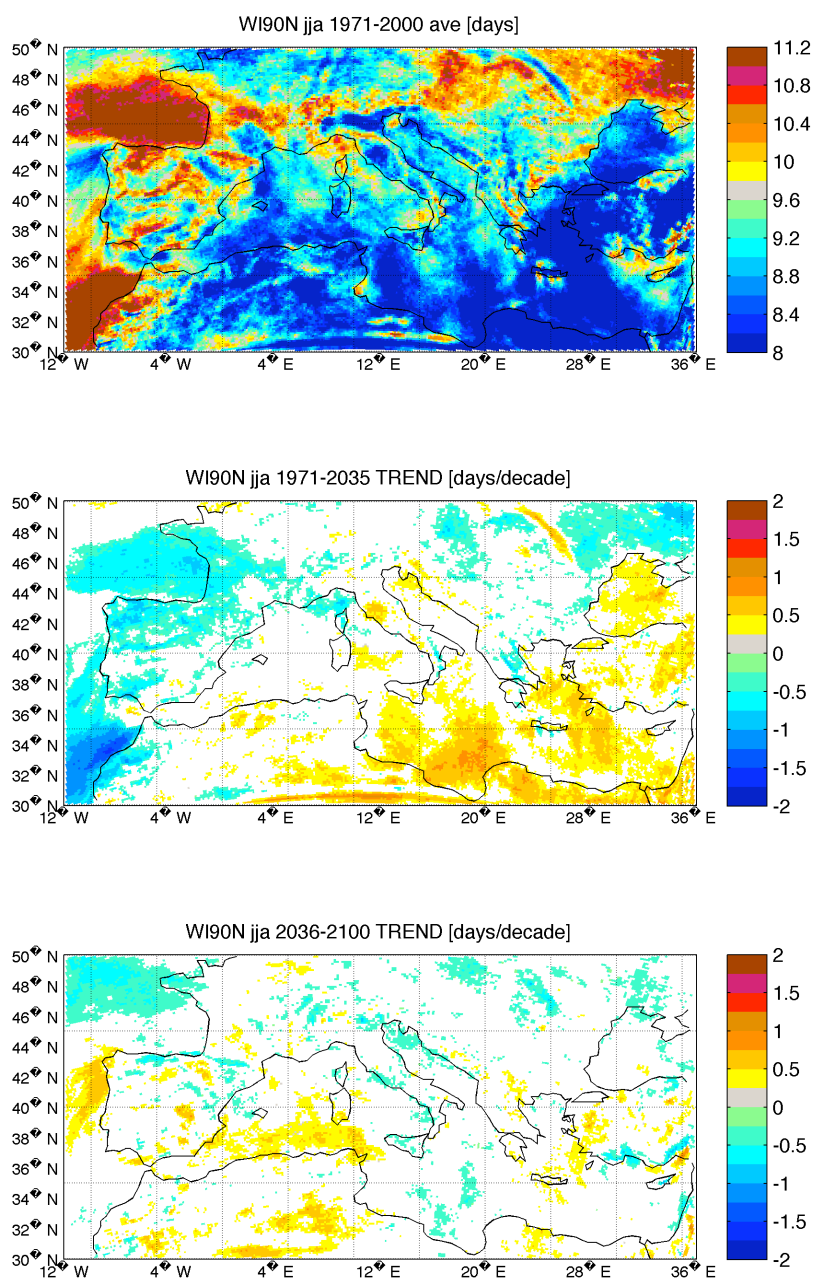 WI90N jja 1971-2000 ave [days]
50� N
48� N
46� N
44� N
42� N
40� N
38� N
36� N
34� N
32� N
30� N
12� W
4� W
4� E
12� E
20� E
28� E
36� E
11.2
10.8
10.4
10
9.6
9.2
8.8
8.4
8
WI90N jja 1971-2035 TREND [days/decade]
50� N
48� N
46� N
44� N
42� N
40� N
38� N
36� N
34� N
32� N
30� N
12� W
4� W
4� E
12� E
20� E
28� E
36� E
2
1.5
1
0.5
0
-0.5
-1
-1.5
-2
WI90N jja 2036-2100 TREND [days/decade]
50� N
48� N
46� N
44� N
42� N
40� N
38� N
36� N
34� N
32� N
30� N
12� W
4� W
4� E
12� E
20� E
28� E
36� E
2
1.5
1
0.5
0
-0.5
-1
-1.5
-2